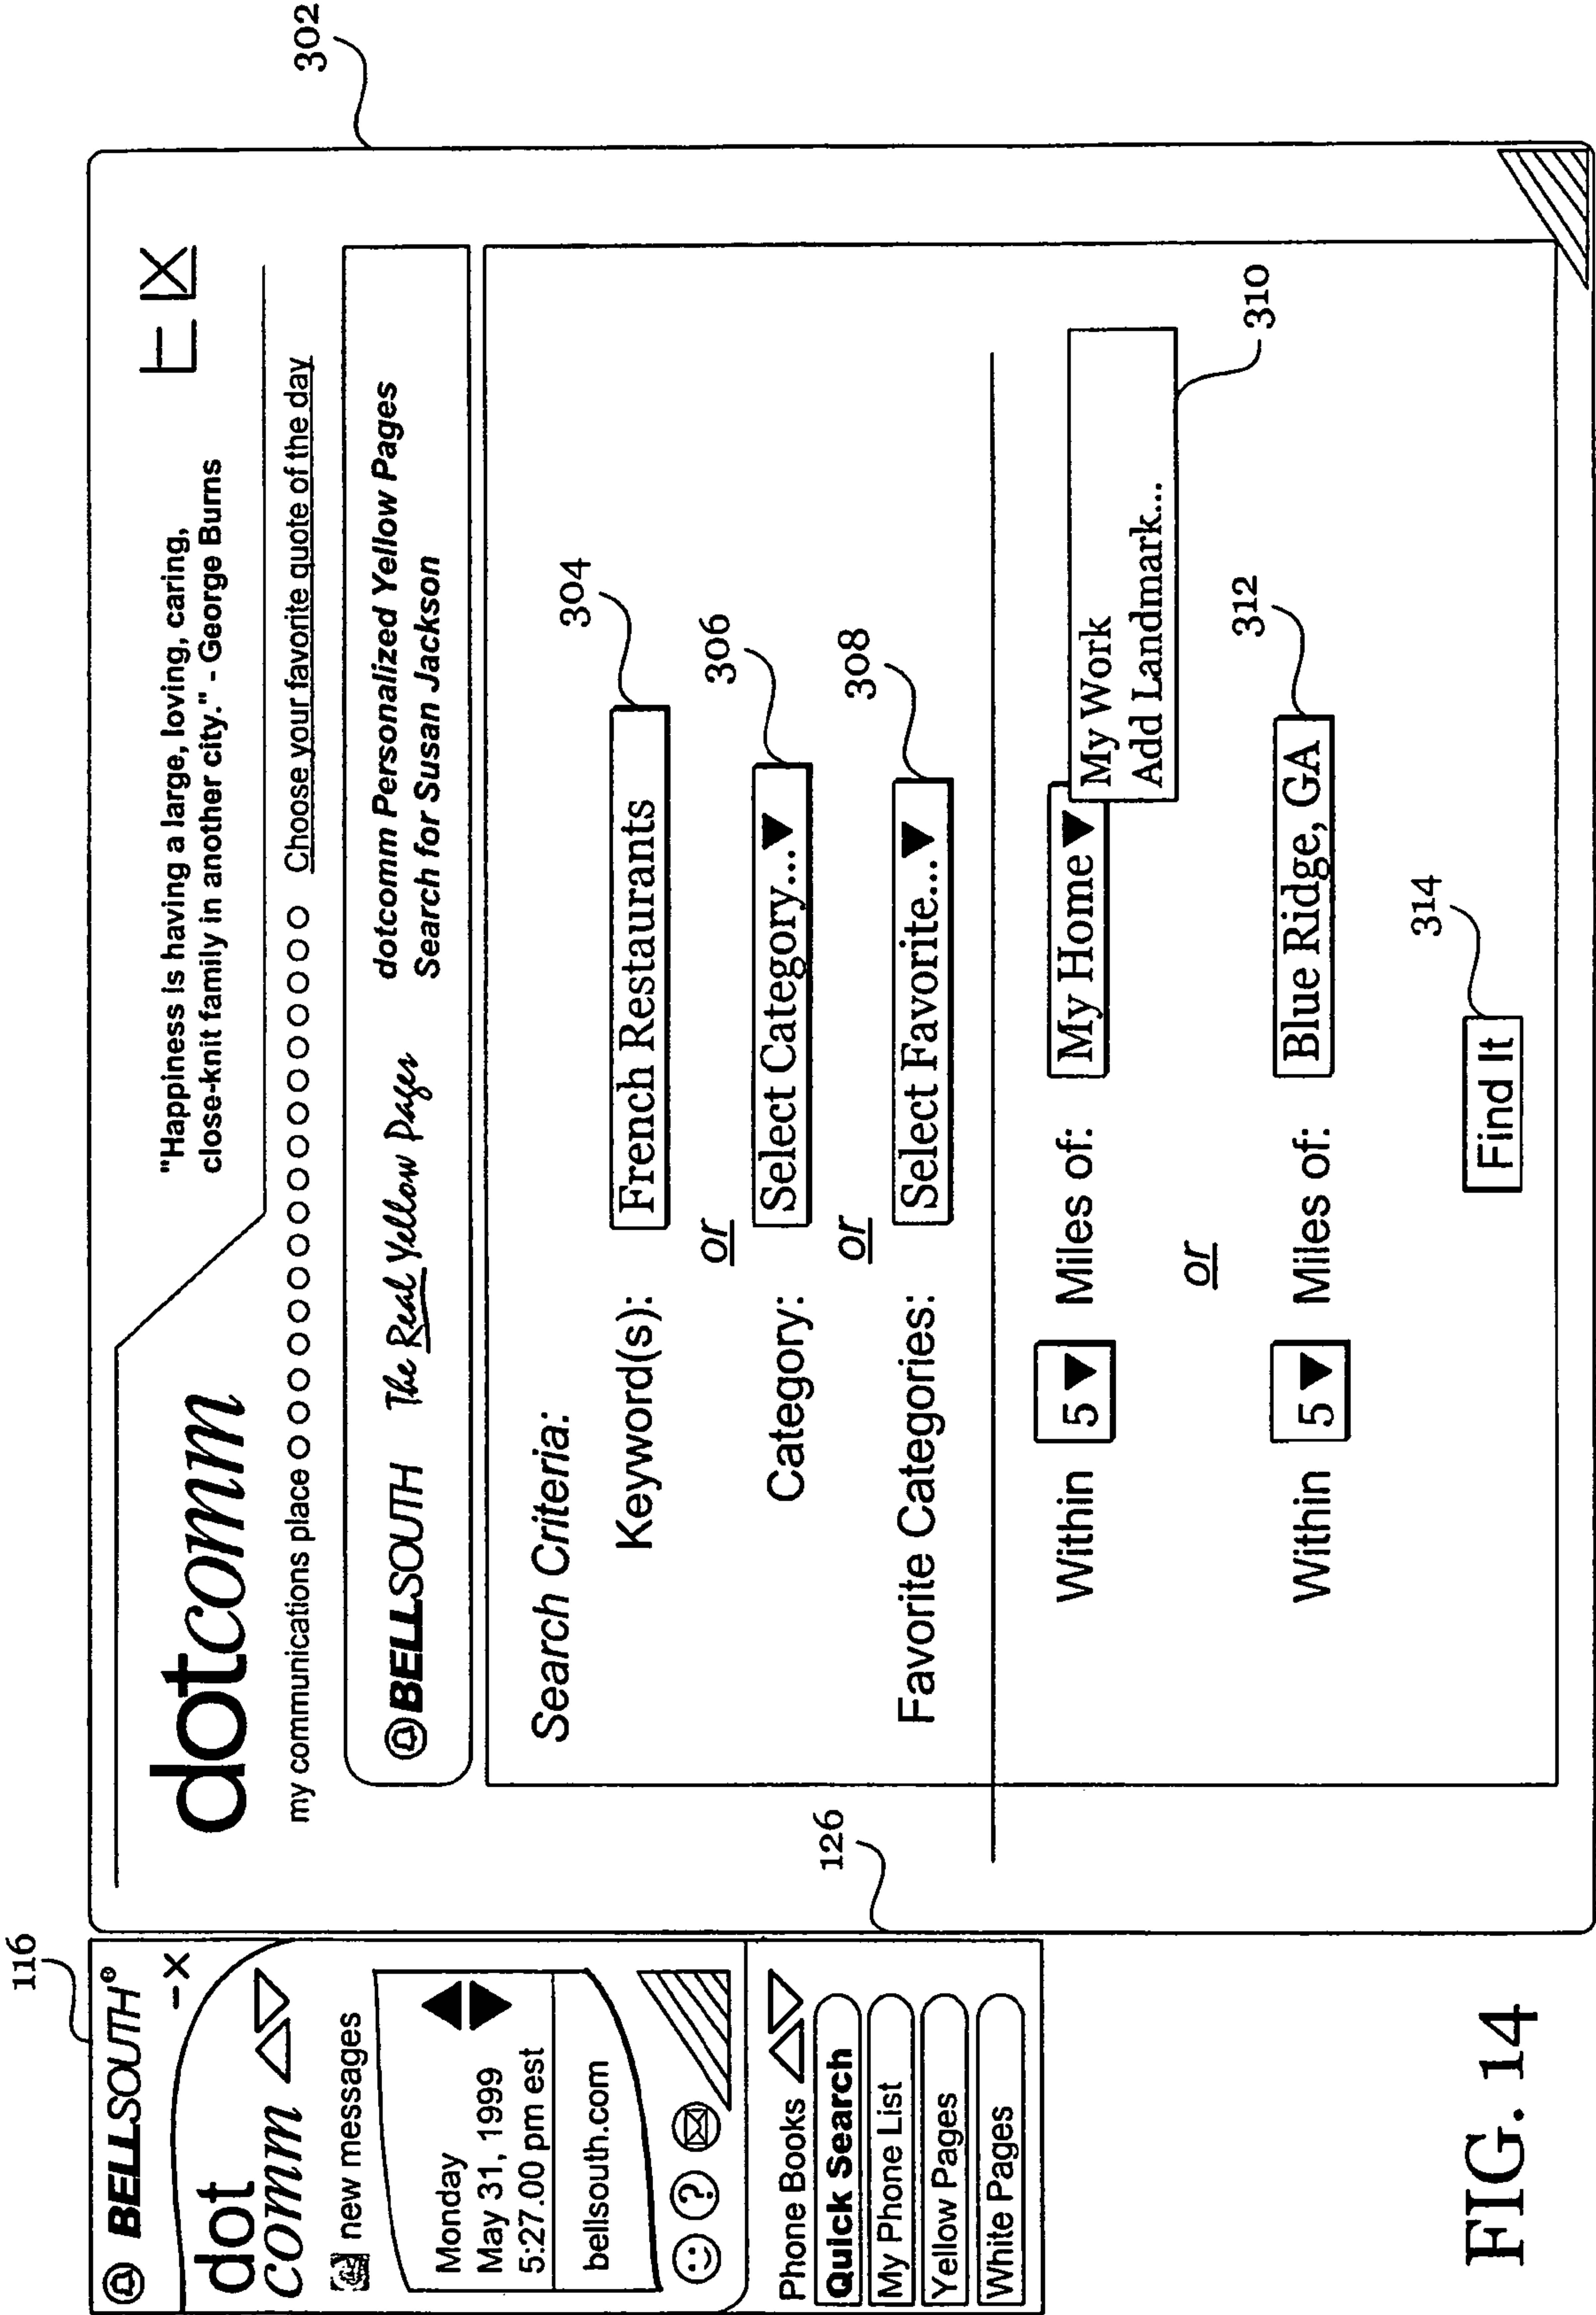 116
BELLSOUTH®
– X
dot
comm
new messages
Monday
May 31, 1999
5:27.00 pm est
bellsouth.com
?
Phone Books
Quick Search
My Phone List
Yellow Pages
White Pages
126
302
dotcomm
"Happiness is having a large, loving, caring,
close-knit family in another city." - George Burns
my communications place Choose your favorite quote of the day
BELLSOUTH The Real Yellow Pages
dotcomm Personalized Yellow Pages
Search for Susan Jackson
Search Criteria:
Keyword(s): French Restaurants 304
or
Category: Select Category...▼ 306
or
Favorite Categories: Select Favorite...▼ 308
Within 5▼ Miles of: My Home▼
My Work
Add Landmark...
310
or
Within 5▼ Miles of: Blue Ridge, GA 312
Find It 314
FIG. 14